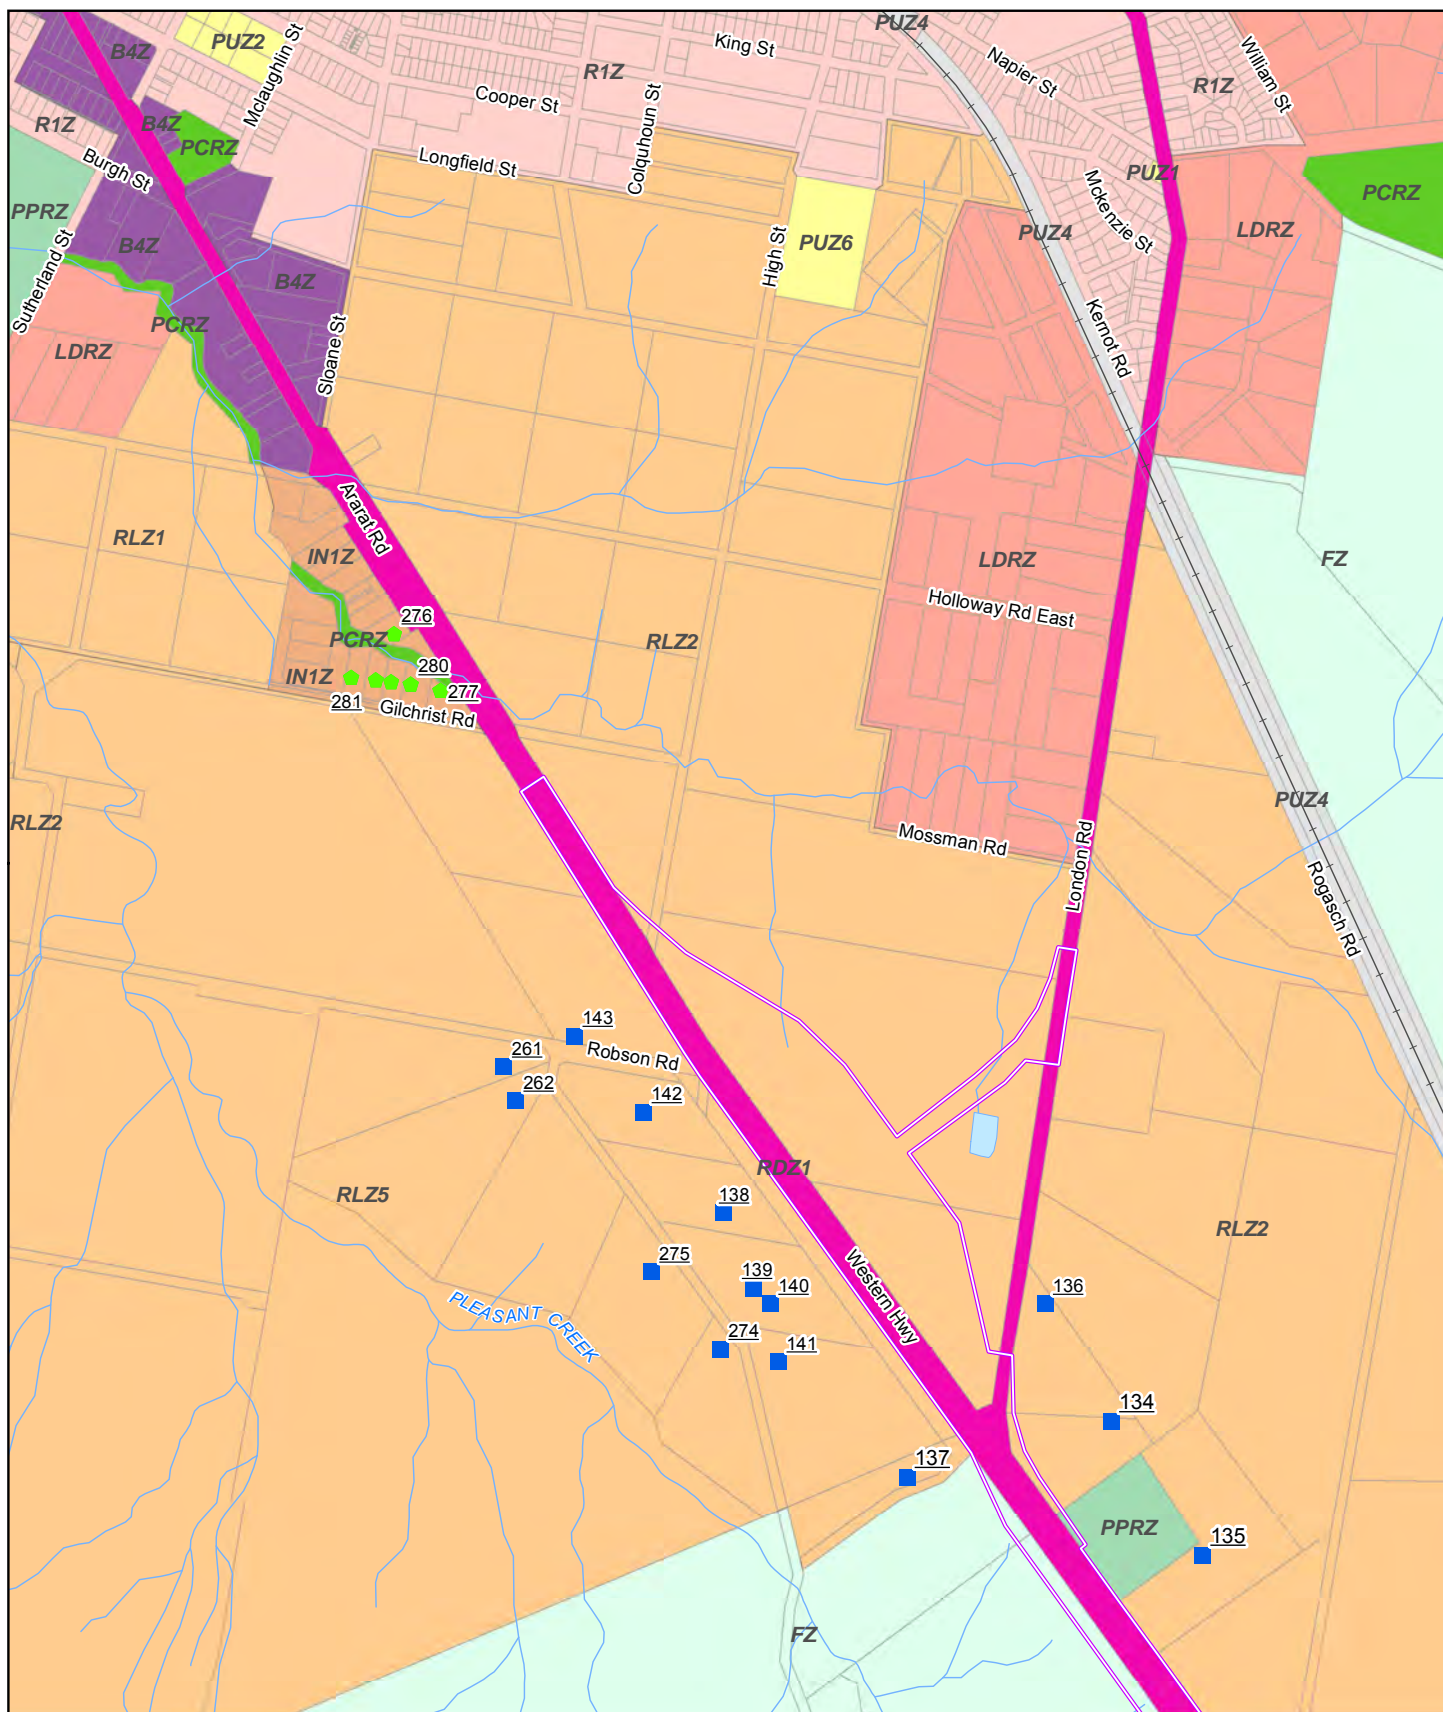 PUZ4
B4Z
PUZ2
Mclaughlin St
King St
Napier St
William St
R1Z
R1Z
Cooper St
R1Z
B4Z
PCRZ
Colquhoun St
Burgh St
Longfield St
PUZ1
Mckenzie St
PCRZ
PPRZ
Sutherland St
B4Z
High St
PUZ6
PUZ4
LDRZ
B4Z
PCRZ
Kernot Rd
LDRZ
Sloane St
Ararat Rd
RLZ1
IN1Z
LDRZ
FZ
Holloway Rd East
276
PCRZ
RLZ2
280
IN1Z
277
281
Gilchrist Rd
PUZ4
RLZ2
Mossman Rd
London Rd
Rogasch Rd
143
261
Robson Rd
262
142
RDZ1
RLZ5
138
RLZ2
275
139
140
Western Hwy
136
PLEASANT CREEK
274
141
134
137
PPRZ
135
FZ